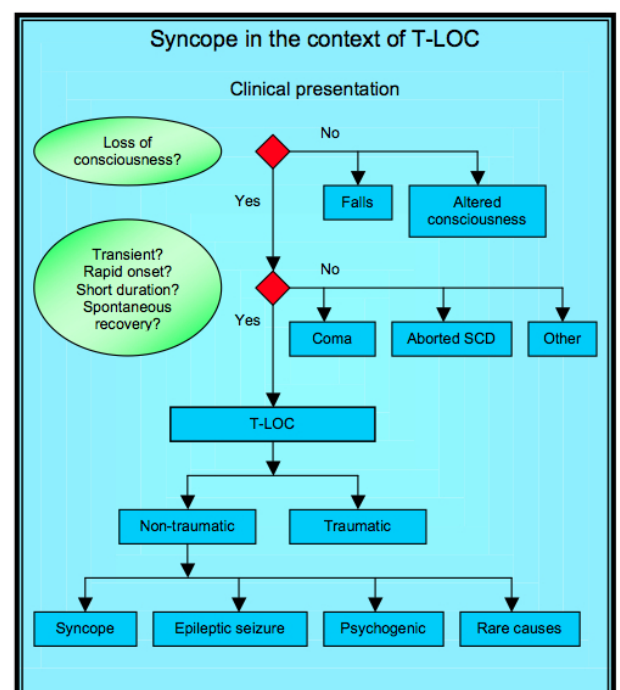 Syncope in the context of T-LOC
Clinical presentation
Loss of
consciousness?
No
Yes
Falls
Altered
consciousness
Transient?
Rapid onset?
Short duration?
Spontaneous
recovery?
No
Yes
Coma
Aborted SCD
Other
T-LOC
Non-traumatic
Traumatic
Syncope
Epileptic seizure
Psychogenic
Rare causes